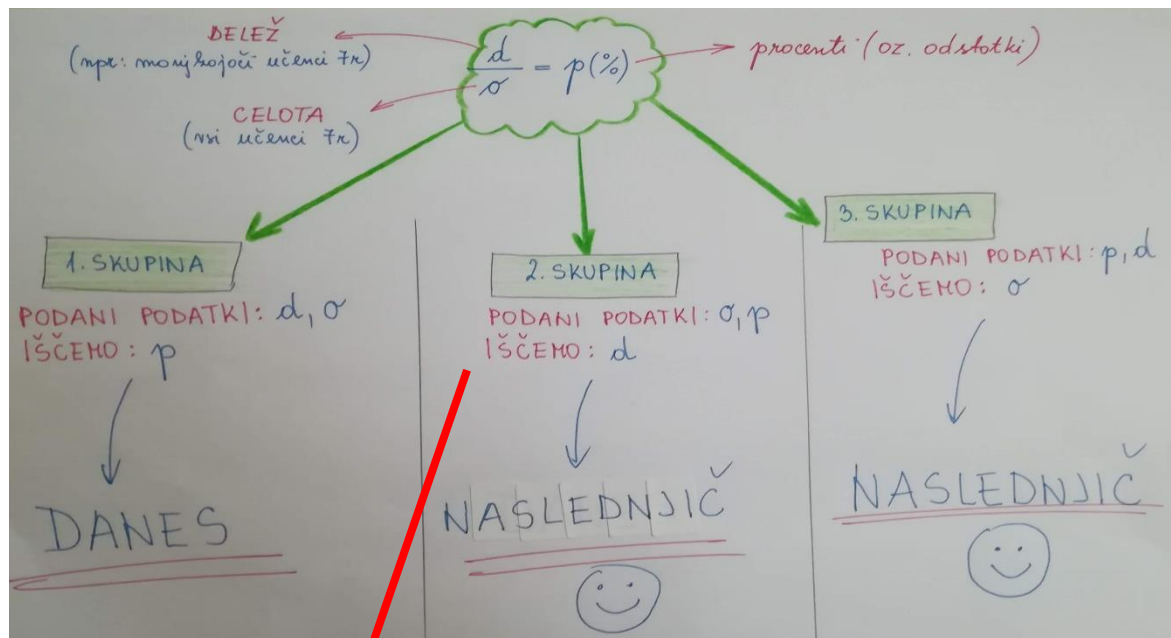 DELEŽ
(npr: manjkajoči učenci 7r)
d/o = p(%)
procenti (oz. odstotki)
CELOTA
(vsi učenci 7r)
1. SKUPINA
PODANI PODATKI: d, o
IŠČEMO: p
DANES
2. SKUPINA
PODANI PODATKI: o, p
IŠČEMO: d
NASLEDNJIČ
3. SKUPINA
PODANI PODATKI: p, d
IŠČEMO: o
NASLEDNJIČ